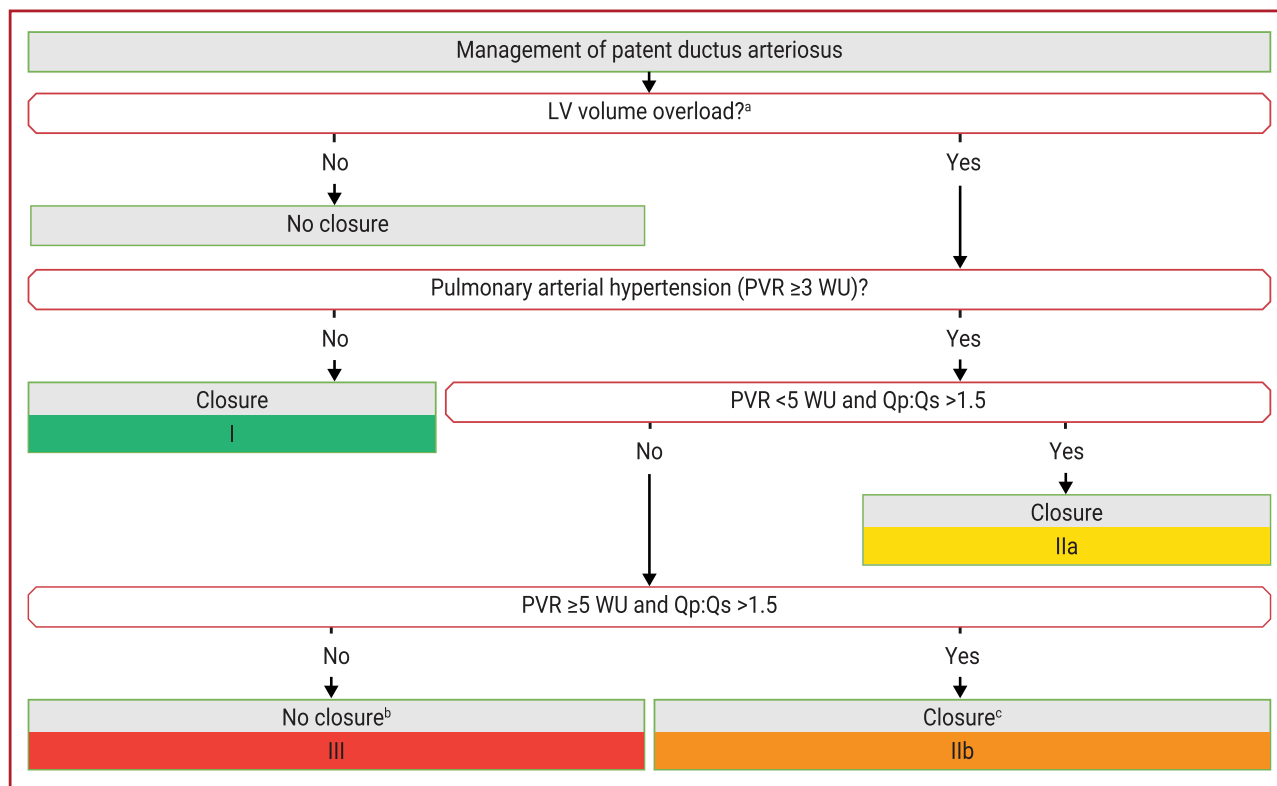 Management of patent ductus arteriosus
LV volume overload?ᵃ
No
Yes
No closure
Pulmonary arterial hypertension (PVR ≥3 WU)?
No
Yes
Closure
I
PVR <5 WU and Qp:Qs >1.5
No
Yes
Closure
IIa
PVR ≥5 WU and Qp:Qs >1.5
No
Yes
No closureᵇ
III
Closureᶜ
IIb